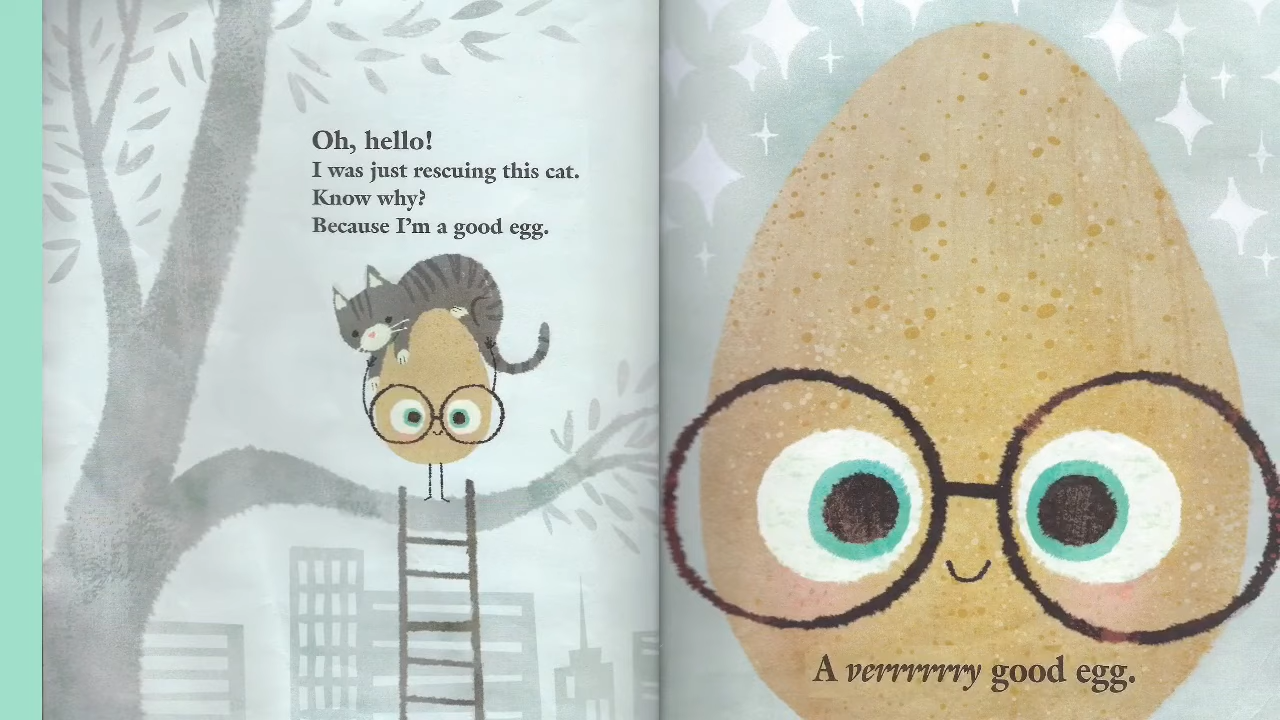 Oh, hello!
I was just rescuing this cat.
Know why?
Because I'm a good egg.
A verrrrrry good egg.